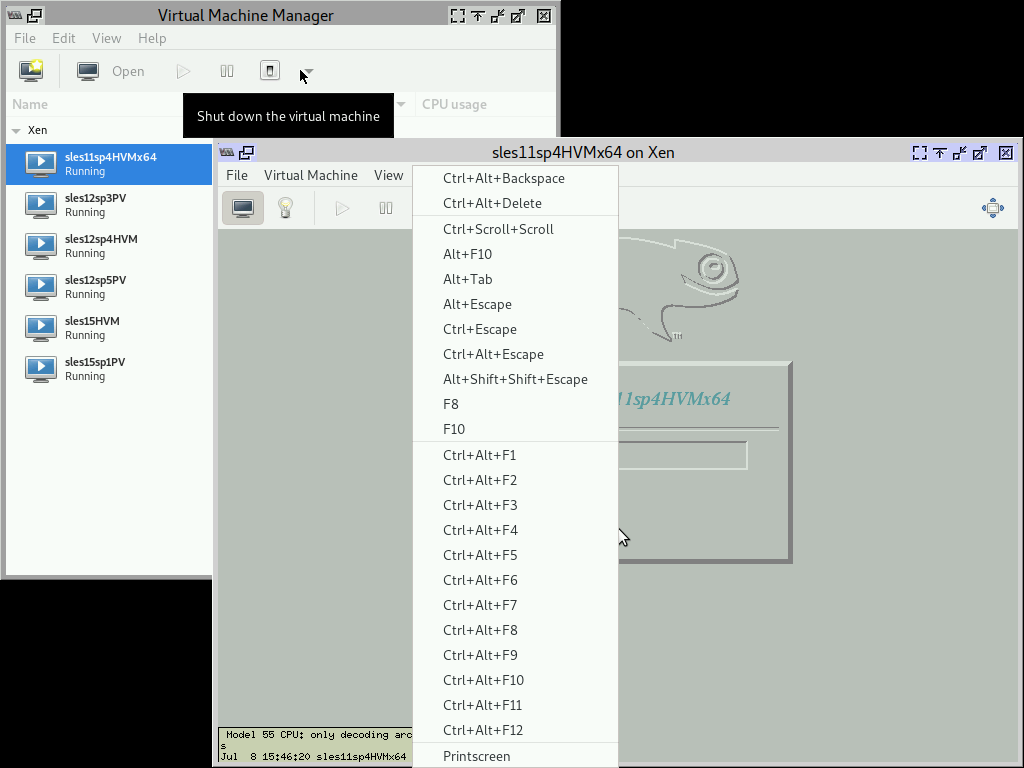 Virtual Machine Manager
File Edit View Help
Open
Name CPU usage
Shut down the virtual machine
Xen
sles11sp4HVMx64
Running
sles12sp3PV
Running
sles12sp4HVM
Running
sles12sp5PV
Running
sles15HVM
Running
sles15sp1PV
Running
sles11sp4HVMx64 on Xen
File Virtual Machine View
Ctrl+Alt+Backspace
Ctrl+Alt+Delete
Ctrl+Scroll+Scroll
Alt+F10
Alt+Tab
Alt+Escape
Ctrl+Escape
Ctrl+Alt+Escape
Alt+Shift+Shift+Escape
F8
F10
Ctrl+Alt+F1
Ctrl+Alt+F2
Ctrl+Alt+F3
Ctrl+Alt+F4
Ctrl+Alt+F5
Ctrl+Alt+F6
Ctrl+Alt+F7
Ctrl+Alt+F8
Ctrl+Alt+F9
Ctrl+Alt+F10
Ctrl+Alt+F11
Ctrl+Alt+F12
Printscreen
TM
11sp4HVMx64
Model 55 CPU: only decoding arc
s
Jul 8 15:46:20 sles11sp4HVMx64